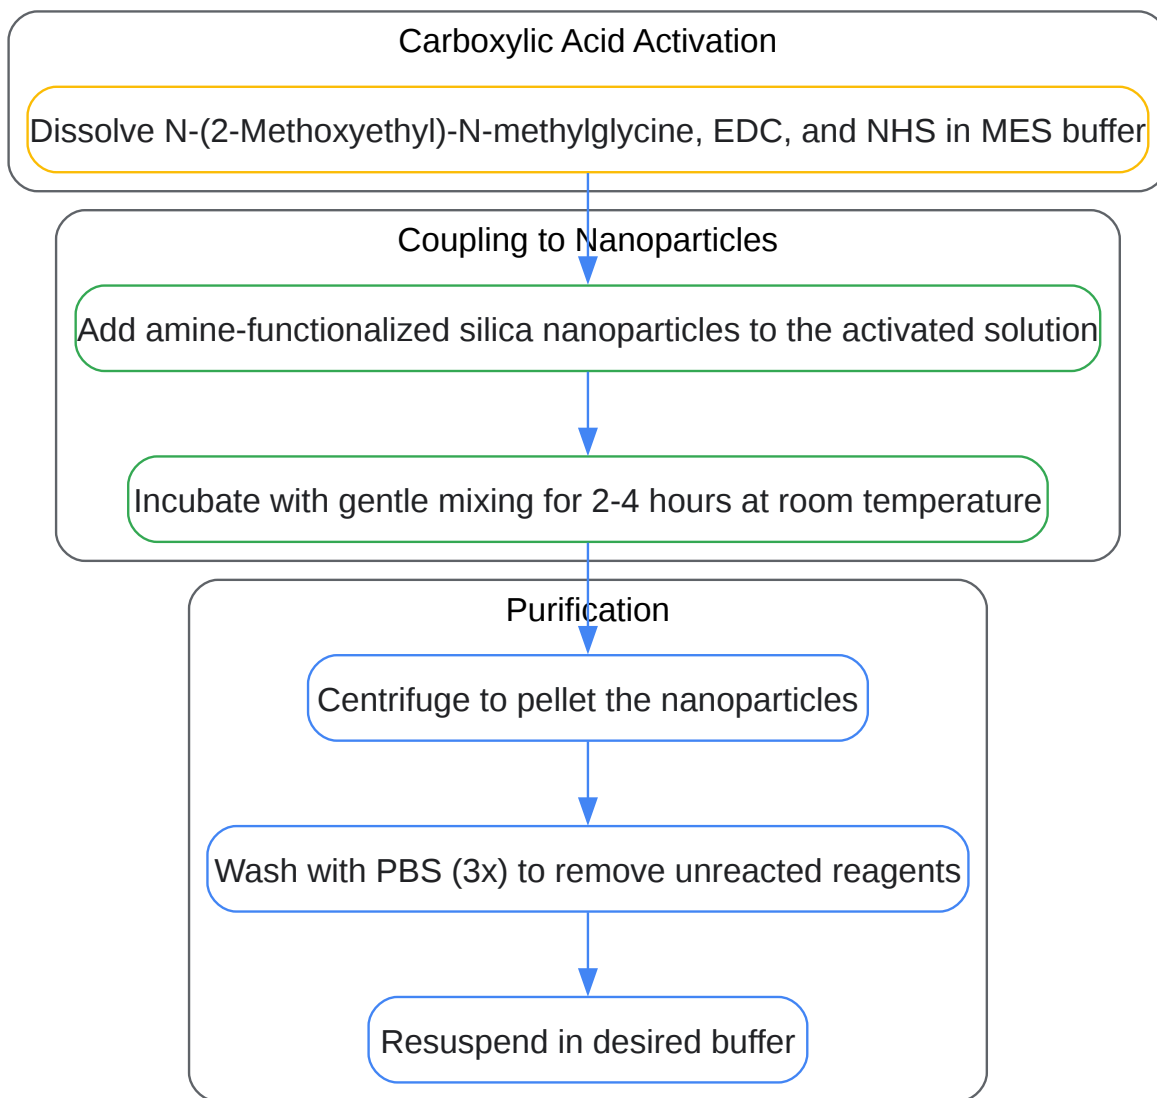 Carboxylic Acid Activation
Dissolve N-(2-Methoxyethyl)-N-methylglycine, EDC, and NHS in MES buffer
Coupling to Nanoparticles
Add amine-functionalized silica nanoparticles to the activated solution
Incubate with gentle mixing for 2-4 hours at room temperature
Purification
Centrifuge to pellet the nanoparticles
Wash with PBS (3x) to remove unreacted reagents
Resuspend in desired buffer